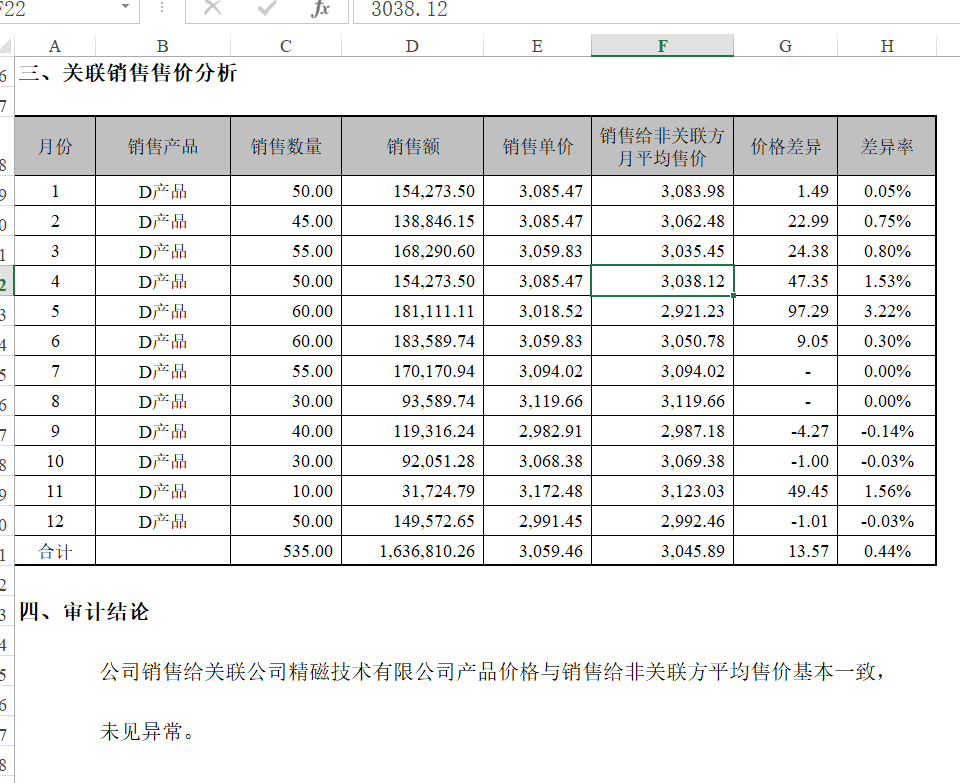 F22 fx 3038.12
A B C D E F G H
三、关联销售售价分析
月份 销售产品 销售数量 销售额 销售单价 销售给非关联方月平均售价 价格差异 差异率
1 D产品 50.00 154,273.50 3,085.47 3,083.98 1.49 0.05%
2 D产品 45.00 138,846.15 3,085.47 3,062.48 22.99 0.75%
3 D产品 55.00 168,290.60 3,059.83 3,035.45 24.38 0.80%
4 D产品 50.00 154,273.50 3,085.47 3,038.12 47.35 1.53%
5 D产品 60.00 181,111.11 3,018.52 2,921.23 97.29 3.22%
6 D产品 60.00 183,589.74 3,059.83 3,050.78 9.05 0.30%
7 D产品 55.00 170,170.94 3,094.02 3,094.02 - 0.00%
8 D产品 30.00 93,589.74 3,119.66 3,119.66 - 0.00%
9 D产品 40.00 119,316.24 2,982.91 2,987.18 -4.27 -0.14%
10 D产品 30.00 92,051.28 3,068.38 3,069.38 -1.00 -0.03%
11 D产品 10.00 31,724.79 3,172.48 3,123.03 49.45 1.56%
12 D产品 50.00 149,572.65 2,991.45 2,992.46 -1.01 -0.03%
合计 535.00 1,636,810.26 3,059.46 3,045.89 13.57 0.44%
四、审计结论
公司销售给关联公司精磁技术有限公司产品价格与销售给非关联方平均售价基本一致，
未见异常。